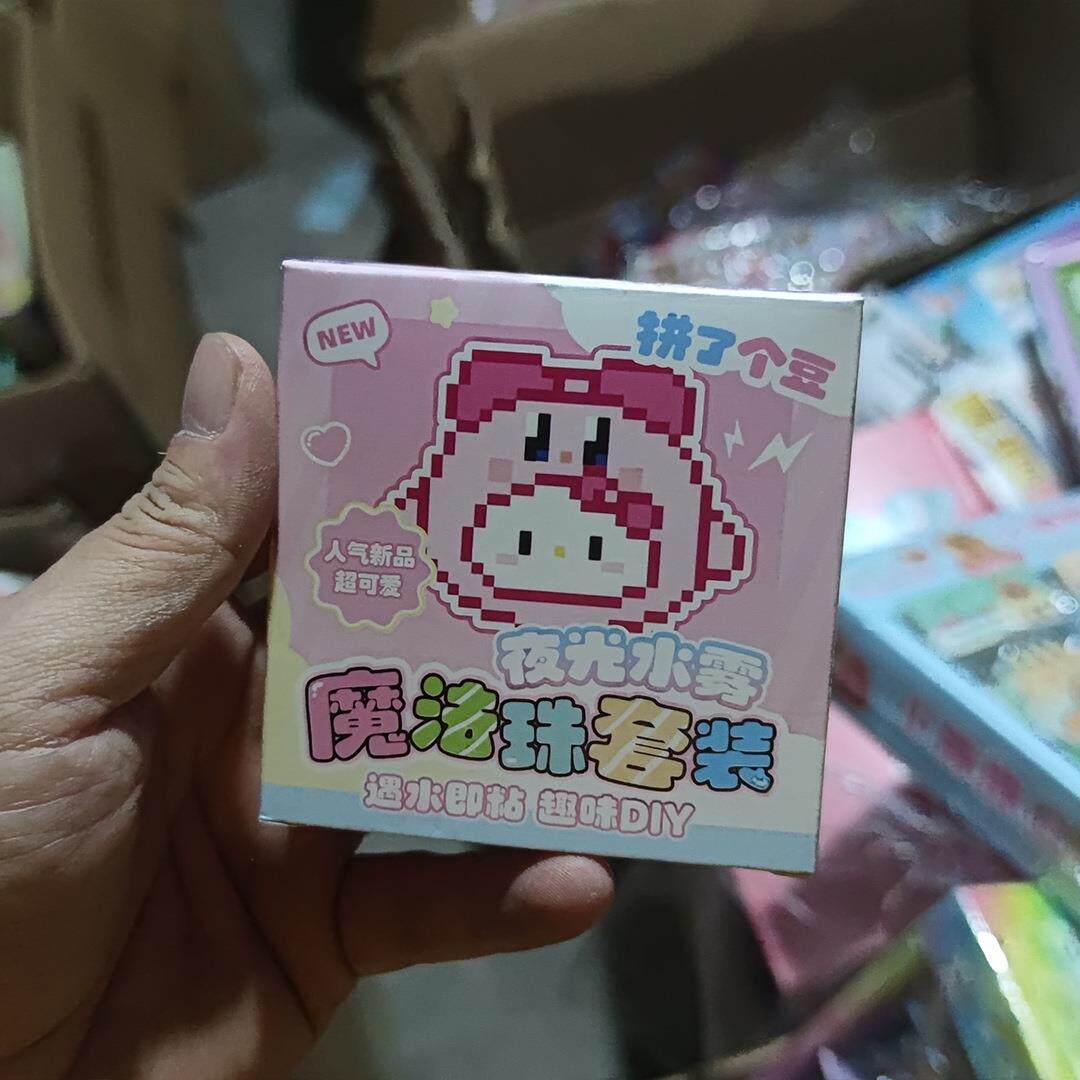 NEW
拼了个豆
人气新品
超可爱
夜光水雾
魔法珠套装
遇水即粘 趣味DIY